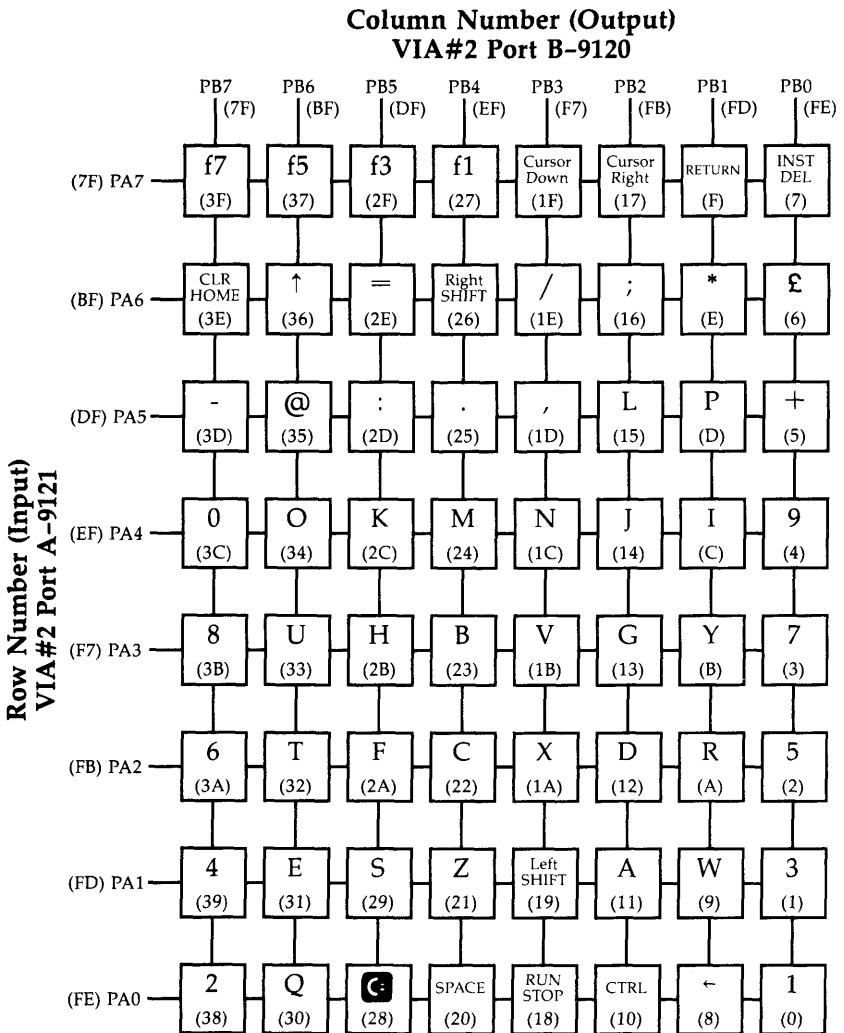 Column Number (Output)
VIA#2 Port B–9120
PB7 PB6 PB5 PB4 PB3 PB2 PB1 PB0
(7F) (BF) (DF) (EF) (F7) (FB) (FD) (FE)
Row Number (Input)
VIA#2 Port A–9121
(7F) PA7 f7 f5 f3 f1 Cursor Down Cursor Right RETURN INST DEL
(3F) (37) (2F) (27) (1F) (17) (F) (7)
(BF) PA6 CLR HOME ↑ = Right SHIFT / ; * £
(3E) (36) (2E) (26) (1E) (16) (E) (6)
(DF) PA5 - @ : . , L P +
(3D) (35) (2D) (25) (1D) (15) (D) (5)
(EF) PA4 0 O K M N J I 9
(3C) (34) (2C) (24) (1C) (14) (C) (4)
(F7) PA3 8 U H B V G Y 7
(3B) (33) (2B) (23) (1B) (13) (B) (3)
(FB) PA2 6 T F C X D R 5
(3A) (32) (2A) (22) (1A) (12) (A) (2)
(FD) PA1 4 E S Z Left SHIFT A W 3
(39) (31) (29) (21) (19) (11) (9) (1)
(FE) PA0 2 Q SPACE RUN STOP CTRL ← 1
(38) (30) (28) (20) (18) (10) (8) (0)